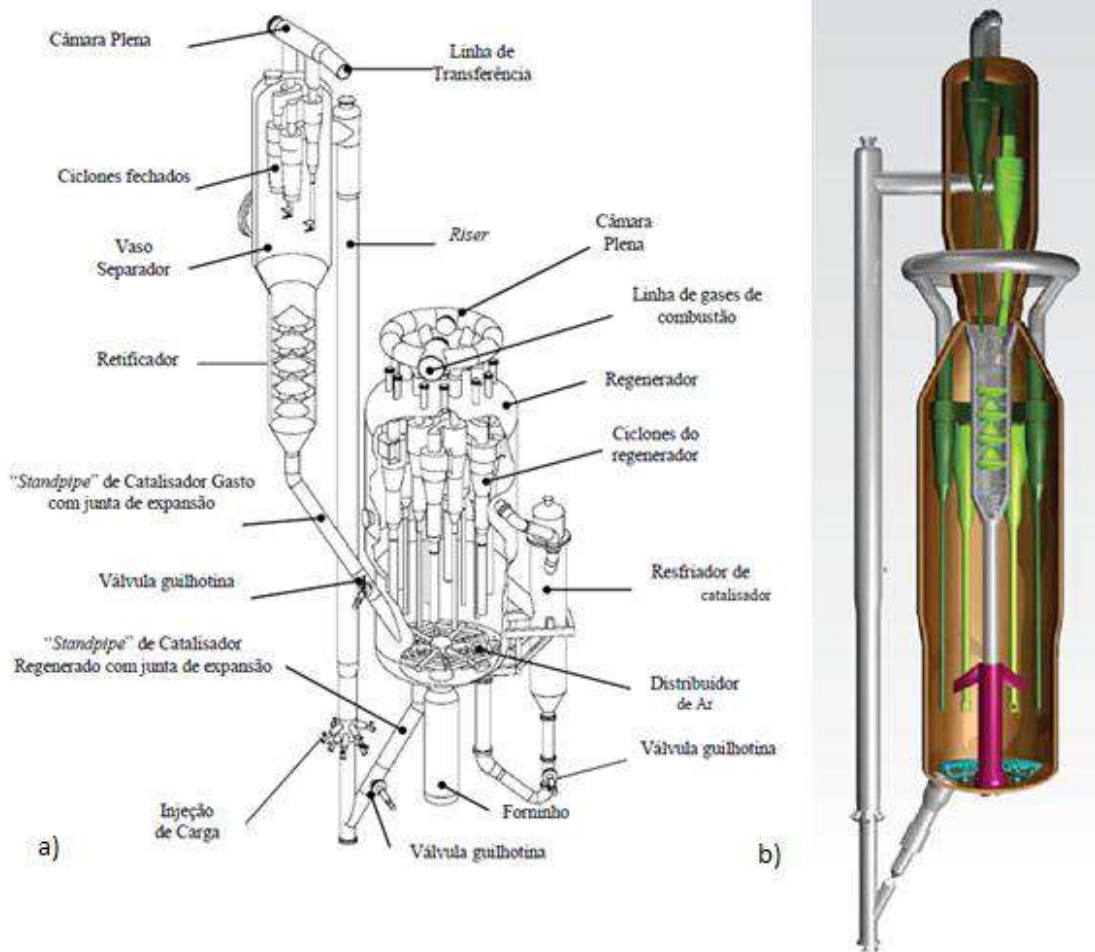 Câmara Plena
Linha de
Transferência
Ciclones fechados
Riser
Câmara
Plena
Vaso
Separador
Linha de gases de
combustão
Retificador
Regenerador
Ciclones do
regenerador
“Standpipe” de Catalisador Gasto
com junta de expansão
Válvula guilhotina
Resfriador de
catalisador
“Standpipe” de Catalisador
Regenerado com junta de expansão
Distribuidor
de Ar
Válvula guilhotina
Injeção
de Carga
Forninho
Válvula guilhotina
a)
b)